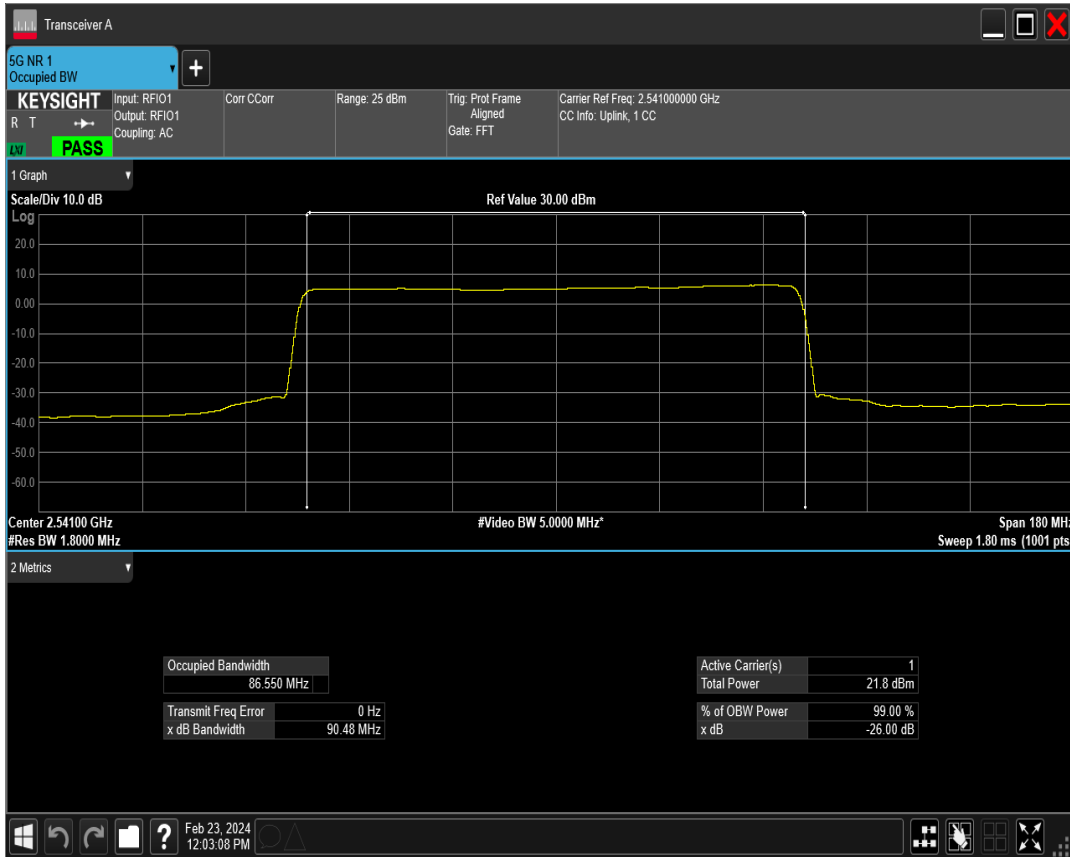 Transceiver A
5G NR 1
Occupied BW
+
KEYSIGHT
R T
LXI
PASS
Input: RFIO1
Output: RFIO1
Coupling: AC
Corr CCorr
Range: 25 dBm
Trig: Prot Frame
Aligned
Gate: FFT
Carrier Ref Freq: 2.541000000 GHz
CC Info: Uplink, 1 CC
1 Graph
Scale/Div 10.0 dB
Ref Value 30.00 dBm
Log
20.0
10.0
0.00
-10.0
-20.0
-30.0
-40.0
-50.0
-60.0
Center 2.54100 GHz
#Video BW 5.0000 MHz*
Span 180 MHz
#Res BW 1.8000 MHz
Sweep 1.80 ms (1001 pts
2 Metrics
Occupied Bandwidth
86.550 MHz
Transmit Freq Error 0 Hz
x dB Bandwidth 90.48 MHz
Active Carrier(s) 1
Total Power 21.8 dBm
% of OBW Power 99.00 %
x dB -26.00 dB
?
Feb 23, 2024
12:03:08 PM